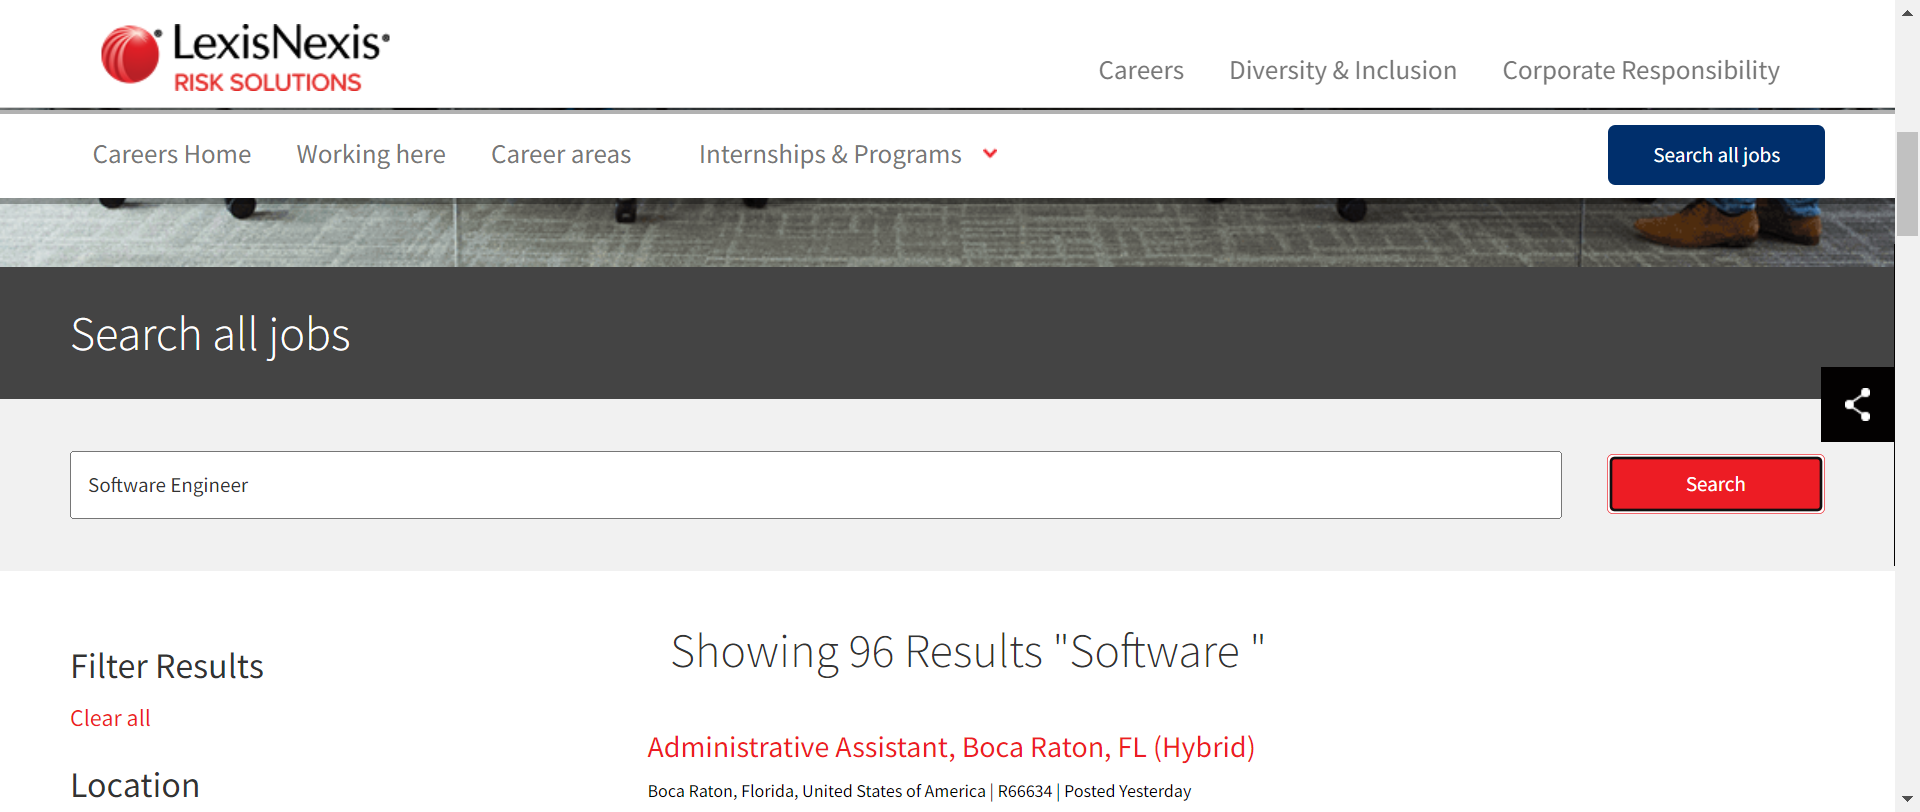 LexisNexis
RISK SOLUTIONS
Careers Diversity & Inclusion Corporate Responsibility
Careers Home Working here Career areas Internships & Programs Search all jobs
Search all jobs
Software Engineer Search
Showing 96 Results "Software "
Filter Results
Clear all
Administrative Assistant, Boca Raton, FL (Hybrid)
Location
Boca Raton, Florida, United States of America | R66634 | Posted Yesterday